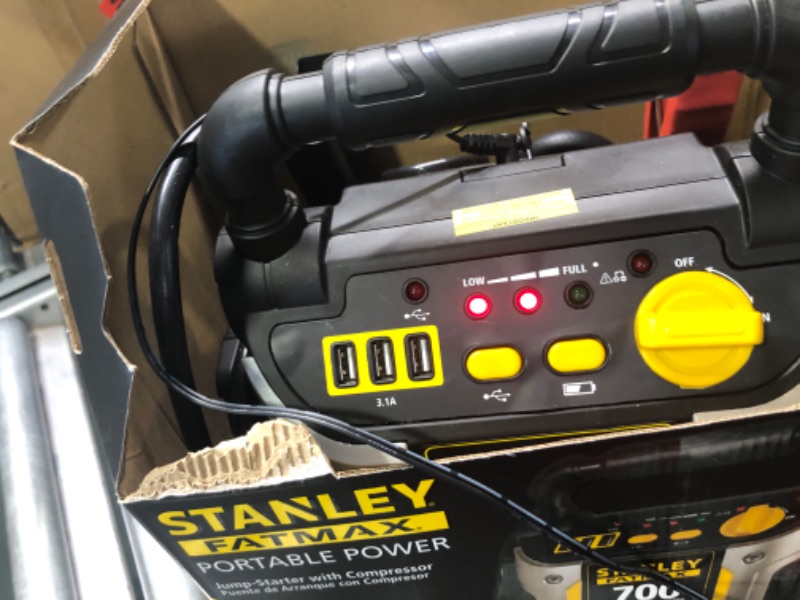 LOW FULL
OFF
3.1A
STANLEY
FATMAX
PORTABLE POWER
Jump-Starter with Compressor
Puente de Arranque con Compresor
STANLEY
FATMAX
700